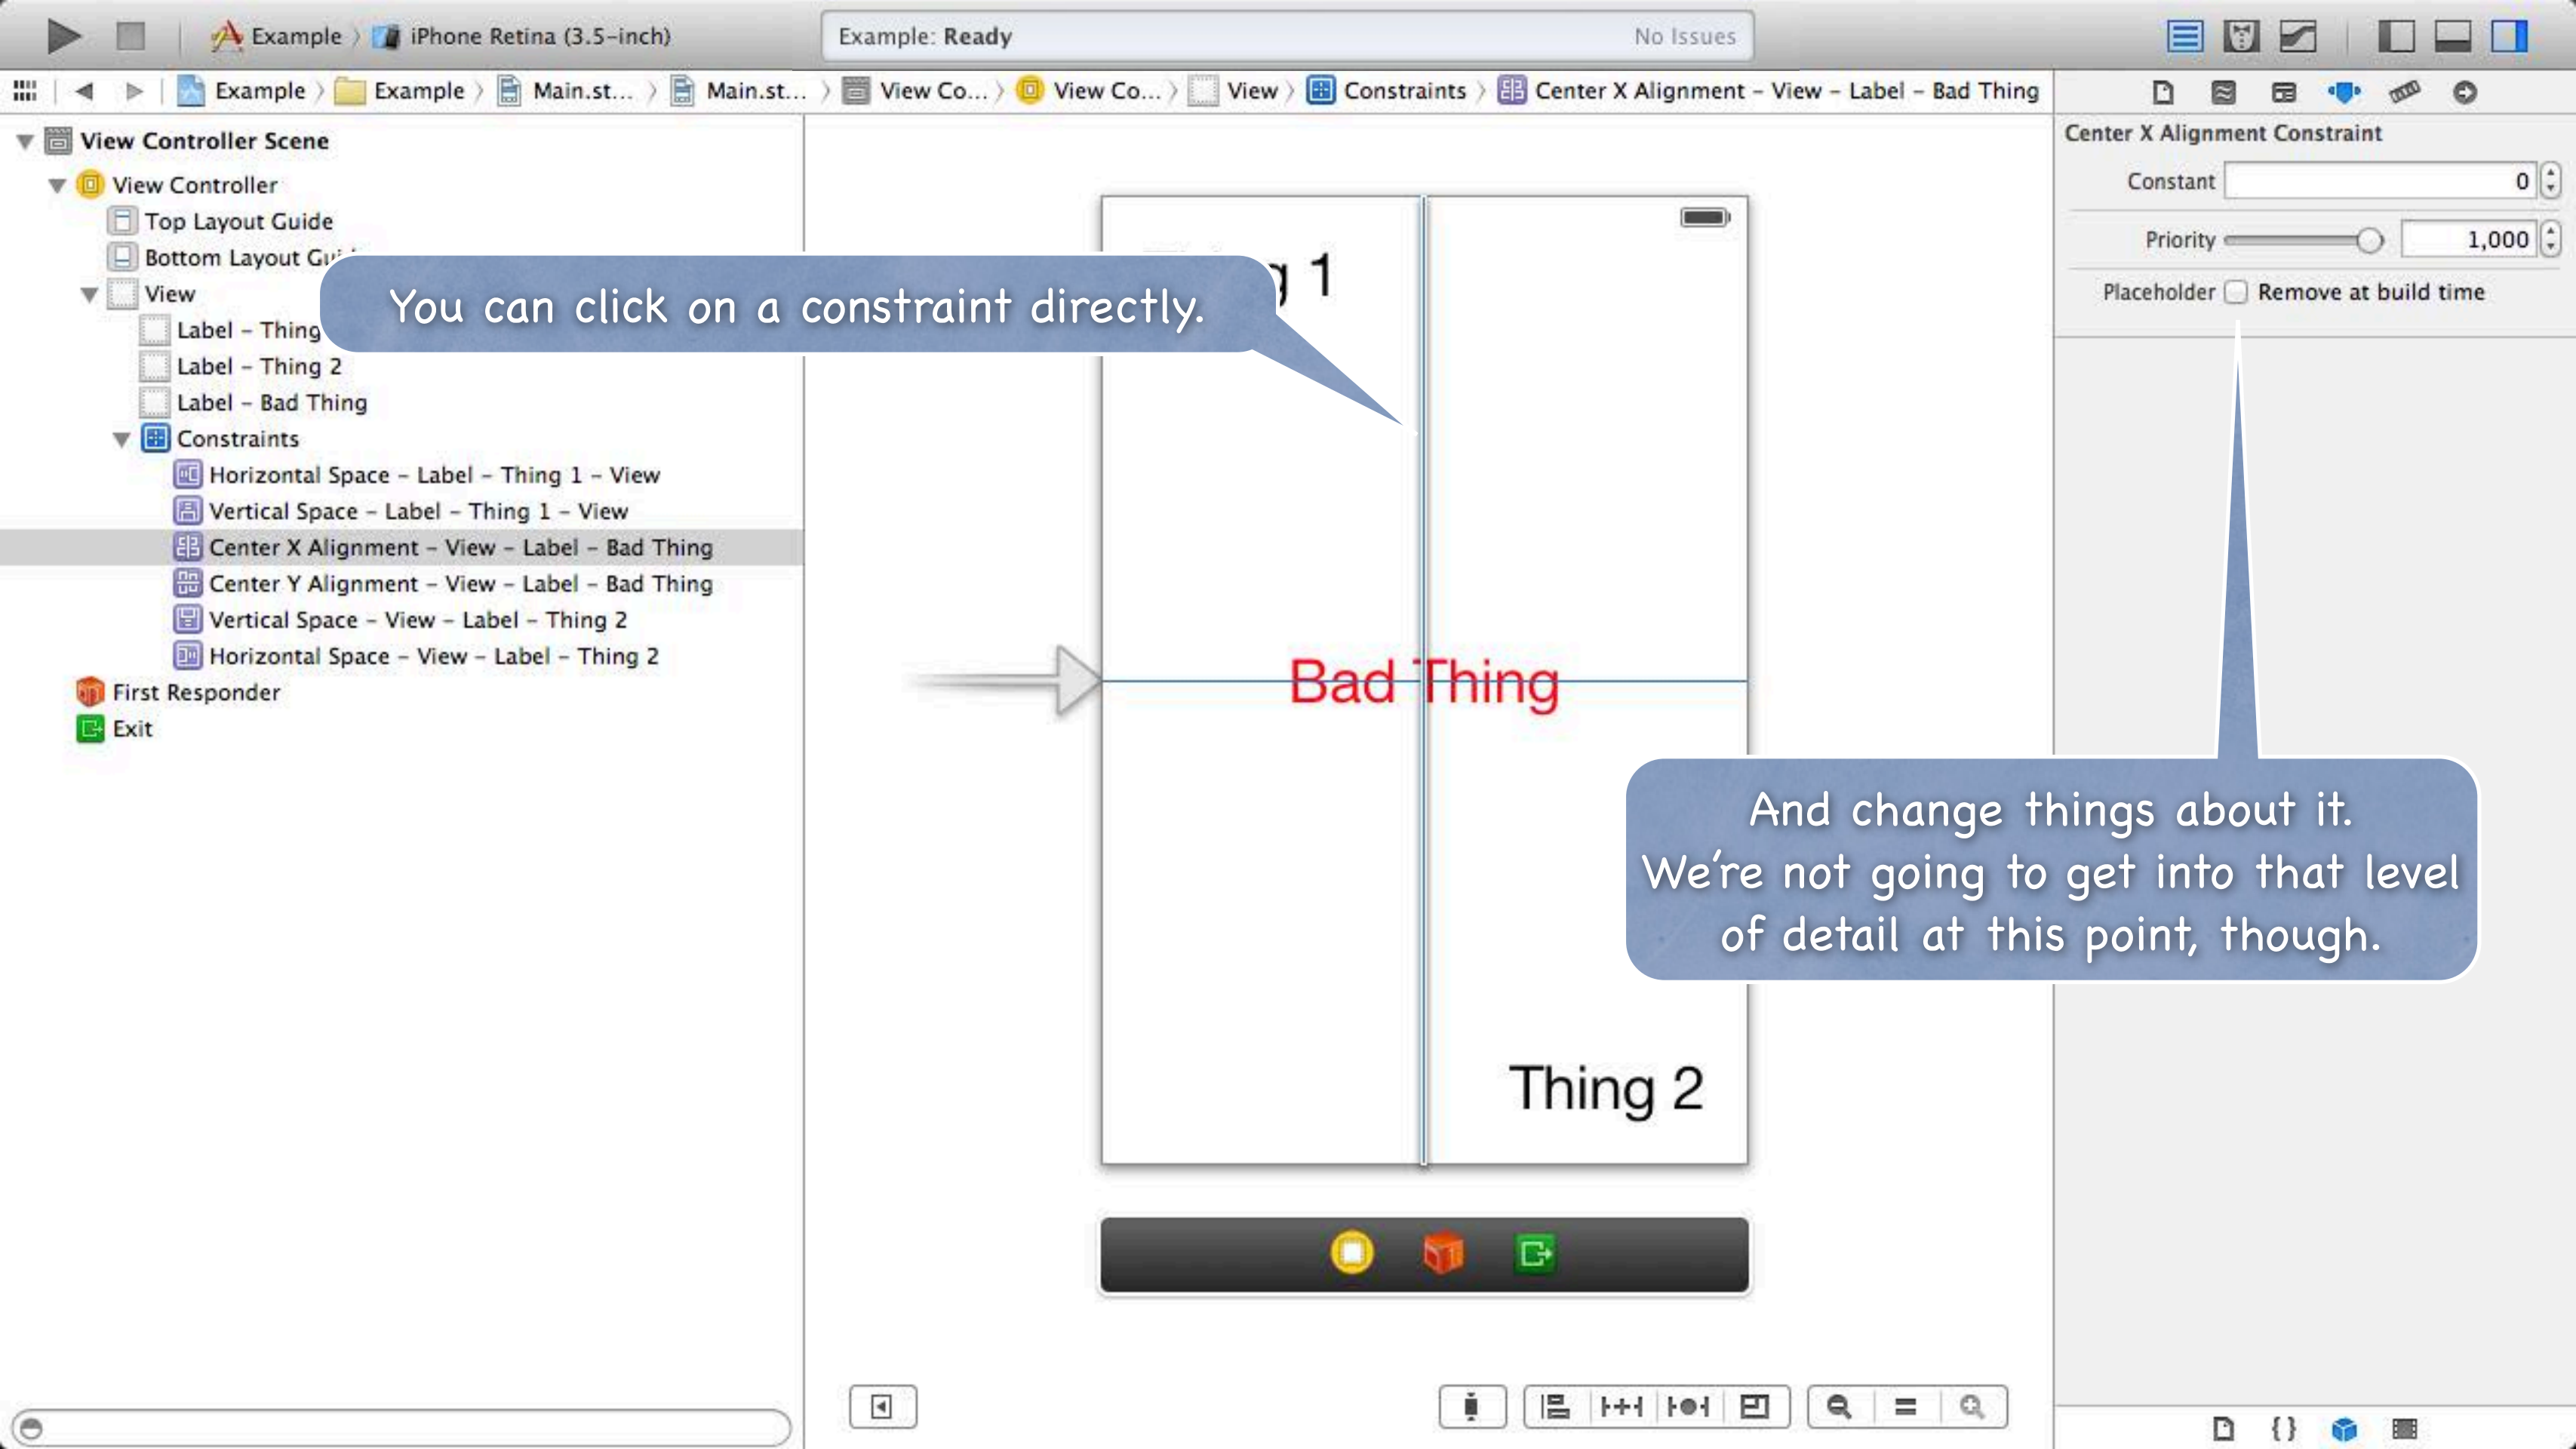 Example
iPhone Retina (3.5-inch)
Example: Ready
No Issues
Example
Example
Main.st...
Main.st...
View Co...
View Co...
View
Constraints
Center X Alignment - View - Label - Bad Thing
View Controller Scene
View Controller
Top Layout Guide
Bottom Layout
View
Label - Thing
Label - Thing 2
Label - Bad Thing
Constraints
Horizontal Space - Label - Thing 1 - View
Vertical Space - Label - Thing 1 - View
Center X Alignment - View - Label - Bad Thing
Center Y Alignment - View - Label - Bad Thing
Vertical Space - View - Label - Thing 2
Horizontal Space - View - Label - Thing 2
First Responder
Exit
g 1
You can click on a constraint directly.
Bad Thing
Thing 2
Center X Alignment Constraint
Constant 0
Priority 1,000
Placeholder Remove at build time
And change things about it.
We're not going to get into that level
of detail at this point, though.